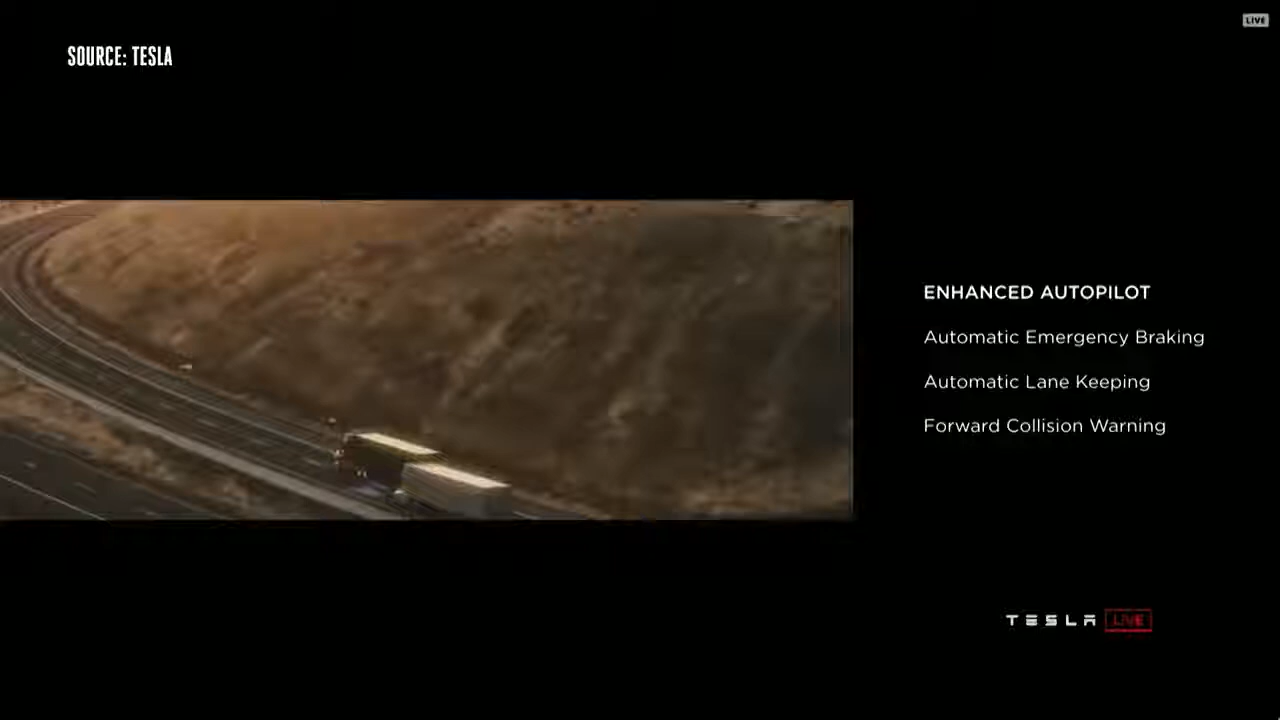 LIVE
SOURCE: TESLA
ENHANCED AUTOPILOT
Automatic Emergency Braking
Automatic Lane Keeping
Forward Collision Warning
TESLA LIVE